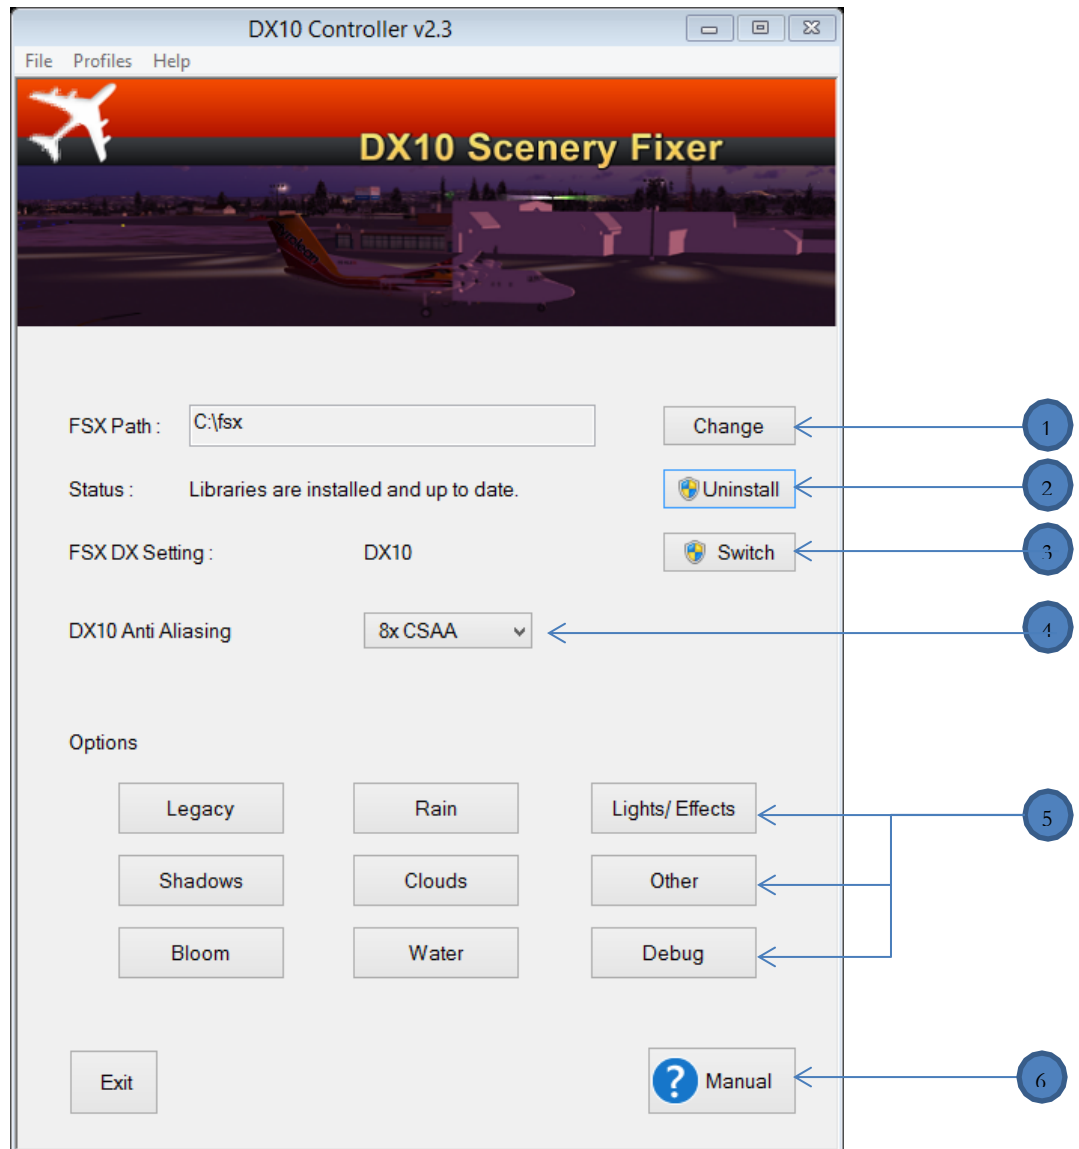 DX10 Controller v2.3
File Profiles Help
DX10 Scenery Fixer
FSX Path : C:\fsx Change 1
Status : Libraries are installed and up to date. Uninstall 2
FSX DX Setting : DX10 Switch 3
DX10 Anti Aliasing 8x CSAA 4
Options
Legacy Rain Lights/ Effects 5
Shadows Clouds Other
Bloom Water Debug
Exit ? Manual 6